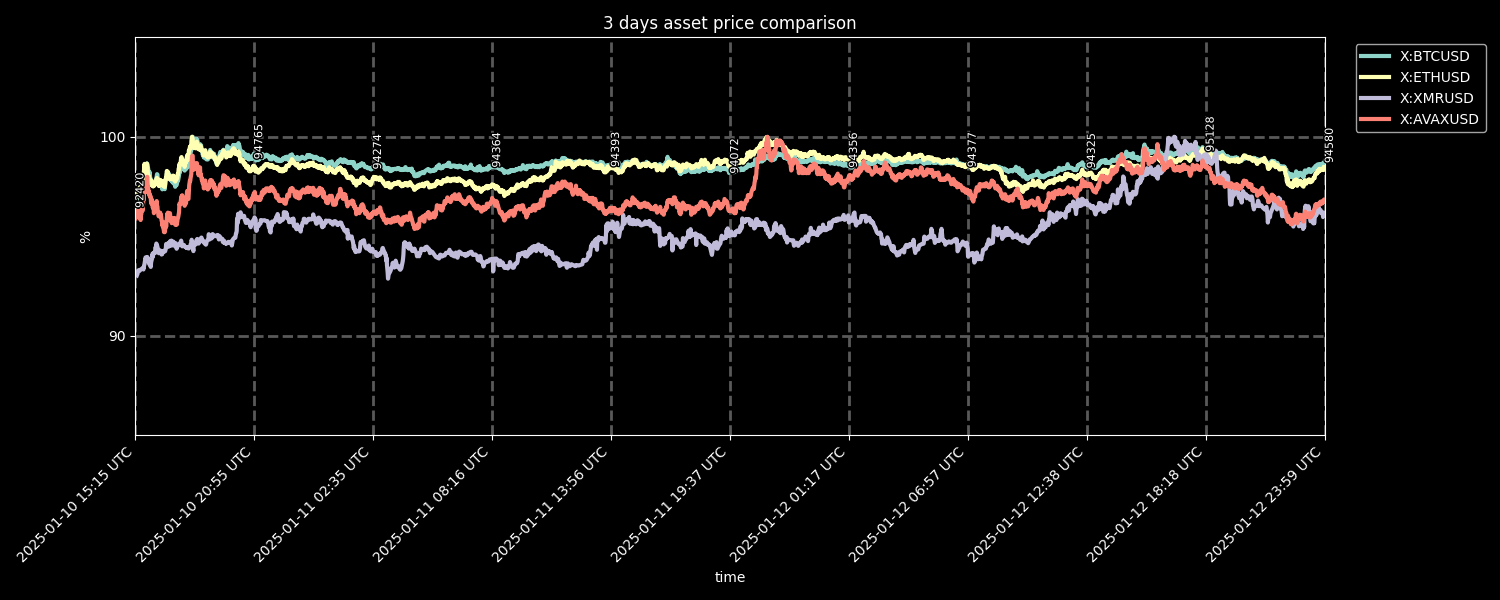 3 days asset price comparison
X:BTCUSD
X:ETHUSD
X:XMRUSD
X:AVAXUSD
%
100
90
92420
94765
94274
94364
94393
94072
94356
94377
94325
95128
94580
2025-01-10 15:15 UTC
2025-01-10 20:55 UTC
2025-01-11 02:35 UTC
2025-01-11 08:16 UTC
2025-01-11 13:56 UTC
2025-01-11 19:37 UTC
2025-01-12 01:17 UTC
2025-01-12 06:57 UTC
2025-01-12 12:38 UTC
2025-01-12 18:18 UTC
2025-01-12 23:59 UTC
time